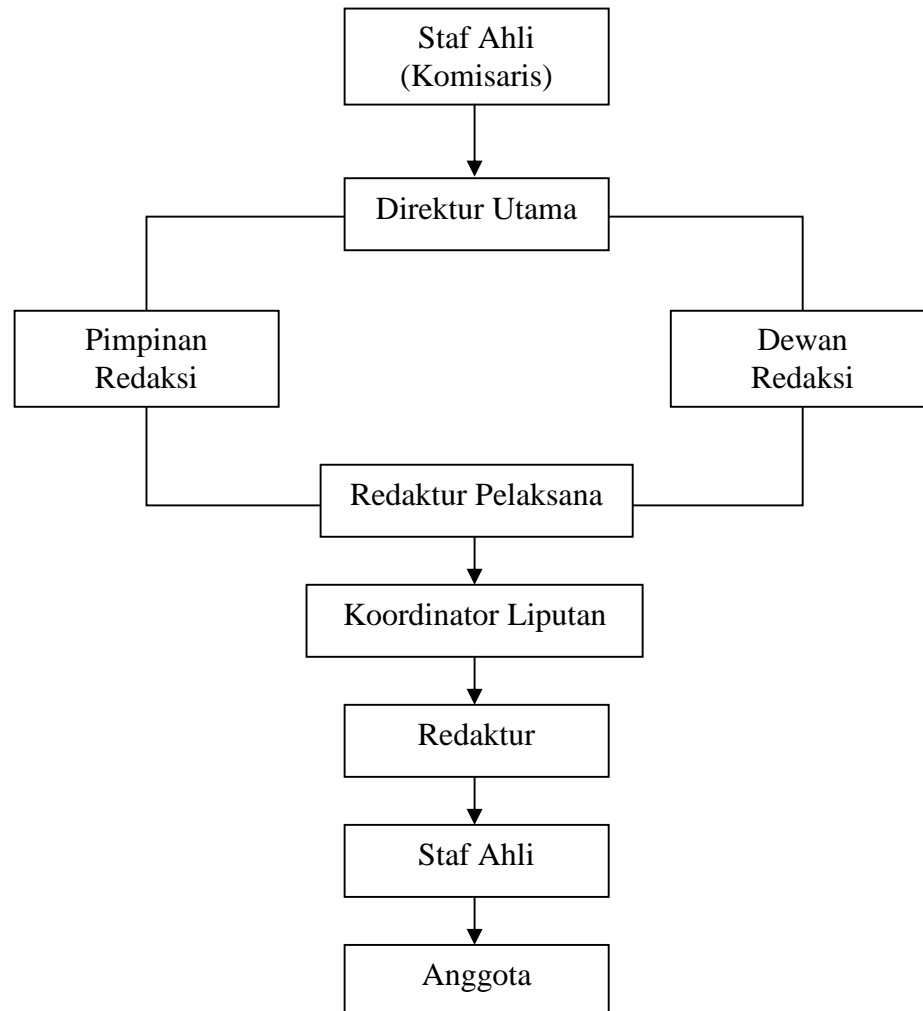 Staf Ahli
(Komisaris)
Direktur Utama
Pimpinan
Redaksi
Dewan
Redaksi
Redaktur Pelaksana
Koordinator Liputan
Redaktur
Staf Ahli
Anggota